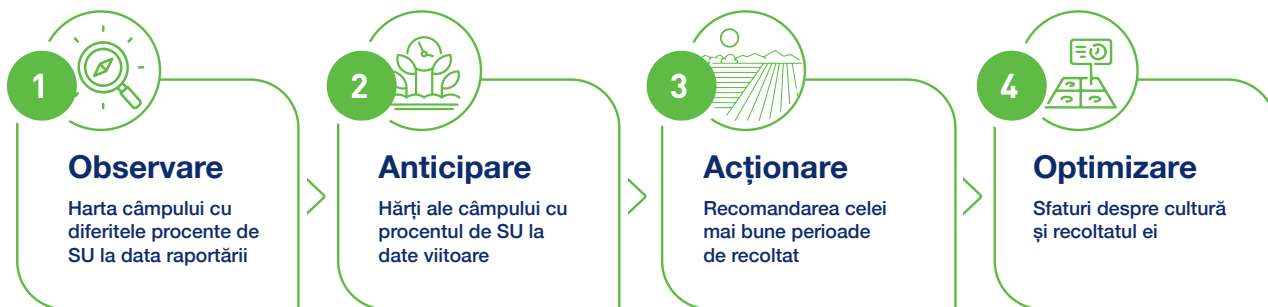 1
Observare
Harta câmpului cu
diferitele procente de
SU la data raportării
2
Anticipare
Hărți ale câmpului cu
procentul de SU la
date viitoare
3
Acționare
Recomandarea celei
mai bune perioade
de recoltat
4
Optimizare
Sfaturi despre cultură
și recoltatul ei